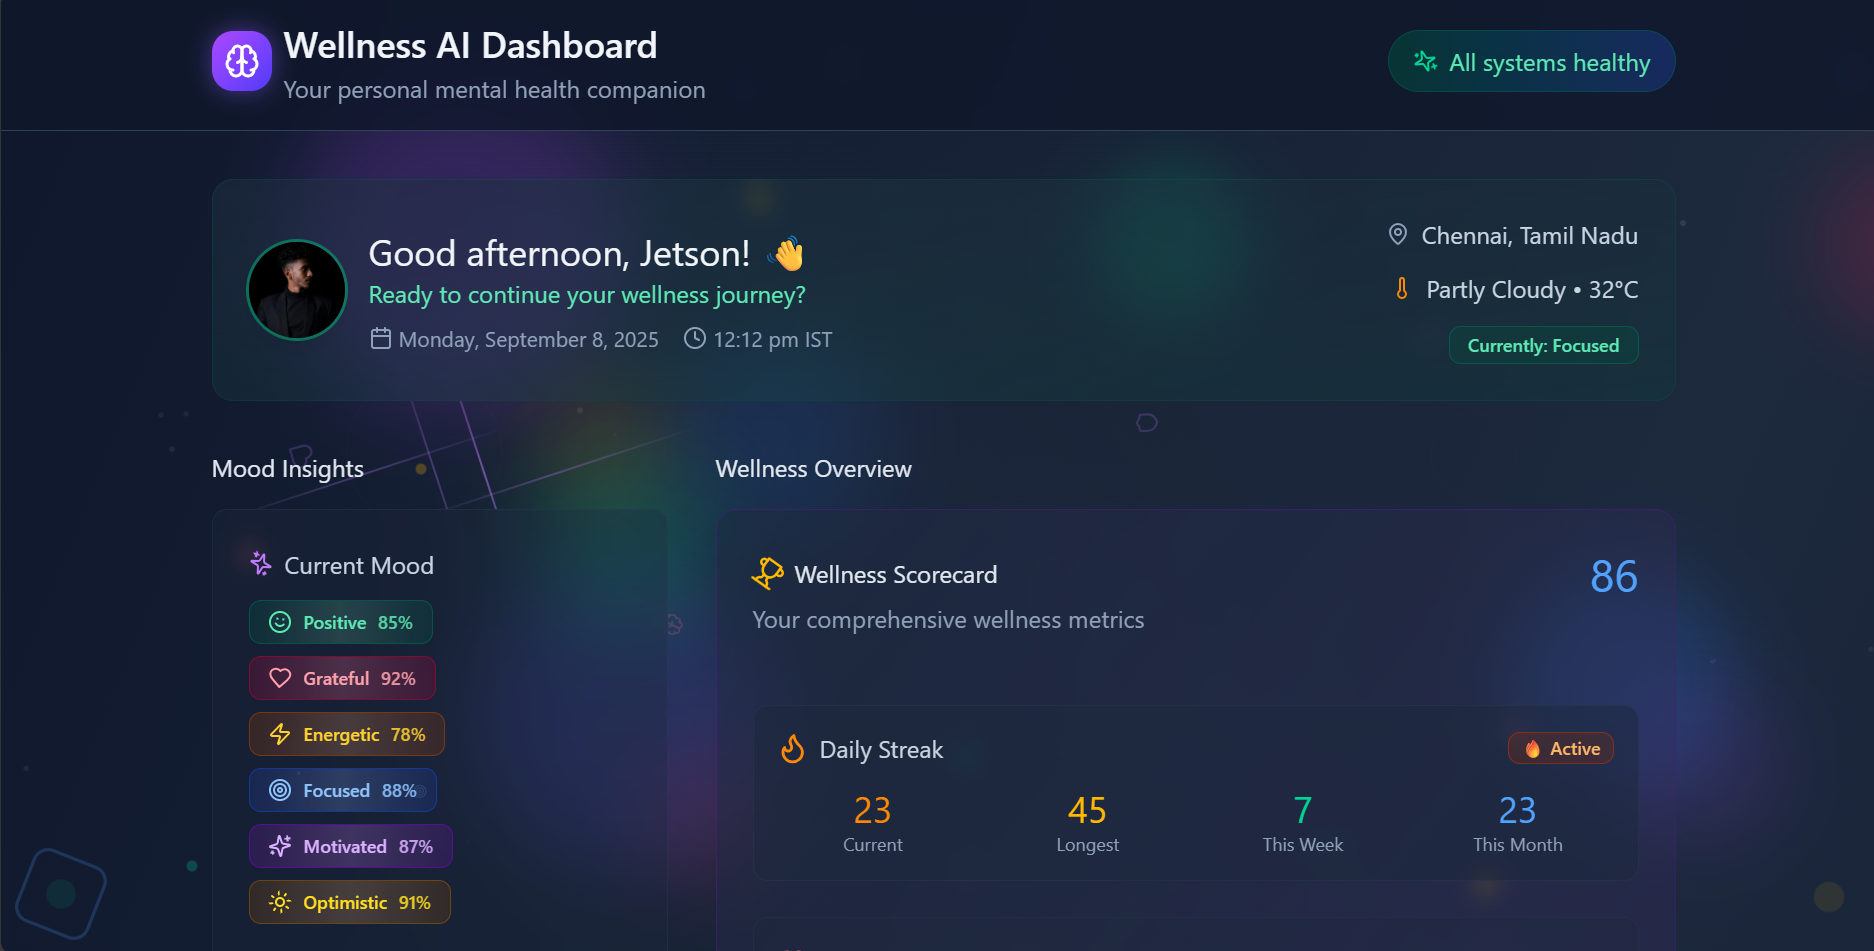 Wellness AI Dashboard
Your personal mental health companion
All systems healthy
Good afternoon, Jetson! 👋
Ready to continue your wellness journey?
Monday, September 8, 2025 12:12 pm IST
Chennai, Tamil Nadu
Partly Cloudy • 32°C
Currently: Focused
Mood Insights
Current Mood
Positive 85%
Grateful 92%
Energetic 78%
Focused 88%
Motivated 87%
Optimistic 91%
Wellness Overview
Wellness Scorecard
86
Your comprehensive wellness metrics
Daily Streak
🔥 Active
23 45 7 23
Current Longest This Week This Month